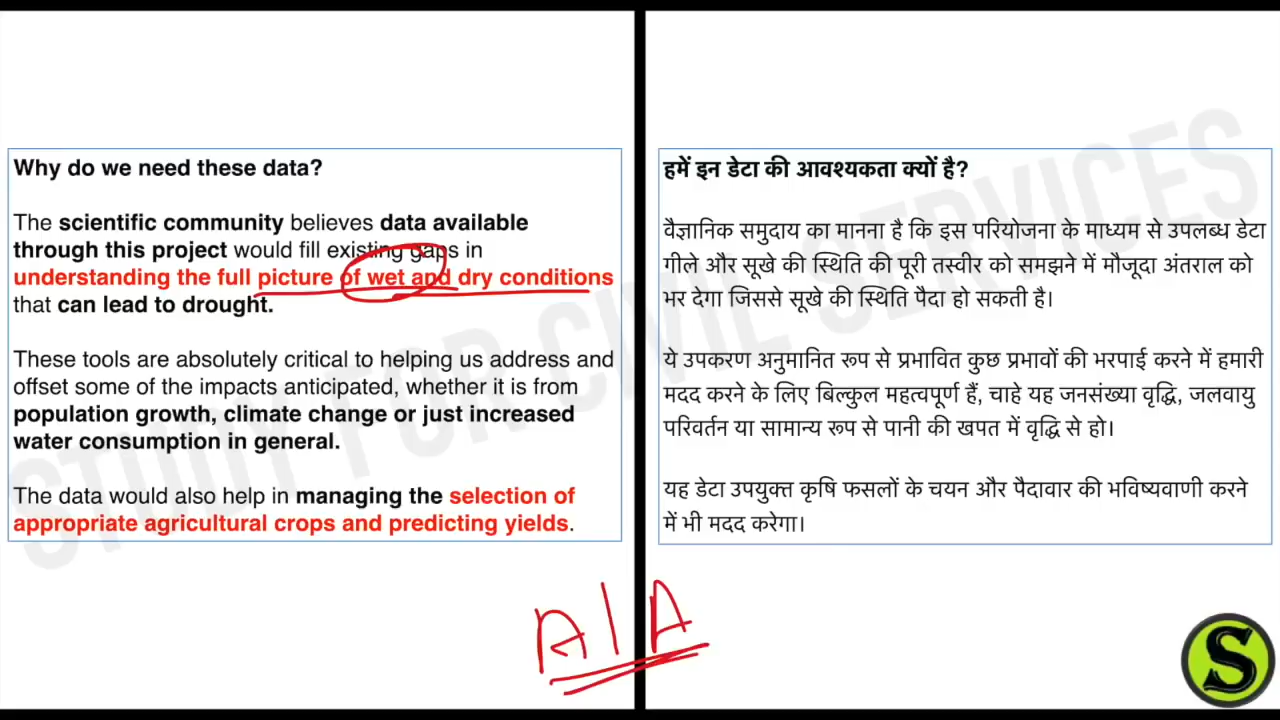 Why do we need these data?
The scientific community believes data available
through this project would fill existing gaps in
understanding the full picture of wet and dry conditions
that can lead to drought.
These tools are absolutely critical to helping us address and
offset some of the impacts anticipated, whether it is from
population growth, climate change or just increased
water consumption in general.
The data would also help in managing the selection of
appropriate agricultural crops and predicting yields.
हमें इन डेटा की आवश्यकता क्यों है?
वैज्ञानिक समुदाय का मानना है कि इस परियोजना के माध्यम से उपलब्ध डेटा
गीले और सूखे की स्थिति की पूरी तस्वीर को समझने में मौजूदा अंतराल को
भर देगा जिससे सूखे की स्थिति पैदा हो सकती है।
ये उपकरण अनुमानित रूप से प्रभावित कुछ प्रभावों की भरपाई करने में हमारी
मदद करने के लिए बिल्कुल महत्वपूर्ण हैं, चाहे यह जनसंख्या वृद्धि, जलवायु
परिवर्तन या सामान्य रूप से पानी की खपत में वृद्धि से हो।
यह डेटा उपयुक्त कृषि फसलों के चयन और पैदावार की भविष्यवाणी करने
में भी मदद करेगा।
STUDY FOR CIVIL SERVICES
A/A
S